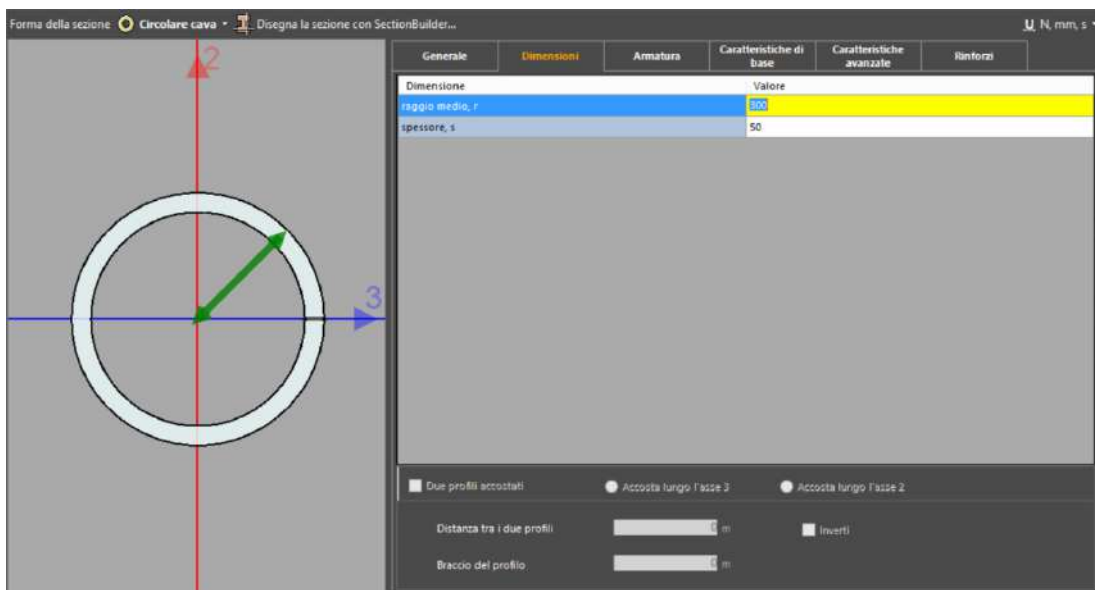 Forma della sezione Circolare cava Disegna la sezione con SectionBuilder... U N, mm, s
2
3
Generale Dimensioni Armatura Caratteristiche di base Caratteristiche avanzate Rinforzi
Dimensione Valore
raggio medio, r 300
spessore, s 50
Due profili accostati Accosta lungo l'asse 3 Accosta lungo l'asse 2
Distanza tra i due profili 0 m Inverti
Braccio del profilo 0 m